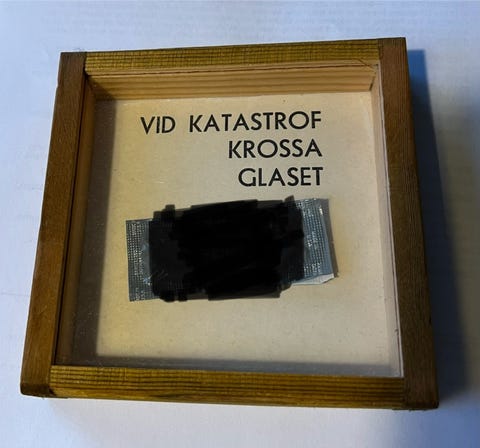 VID KATASTROF
KROSSA
GLASET